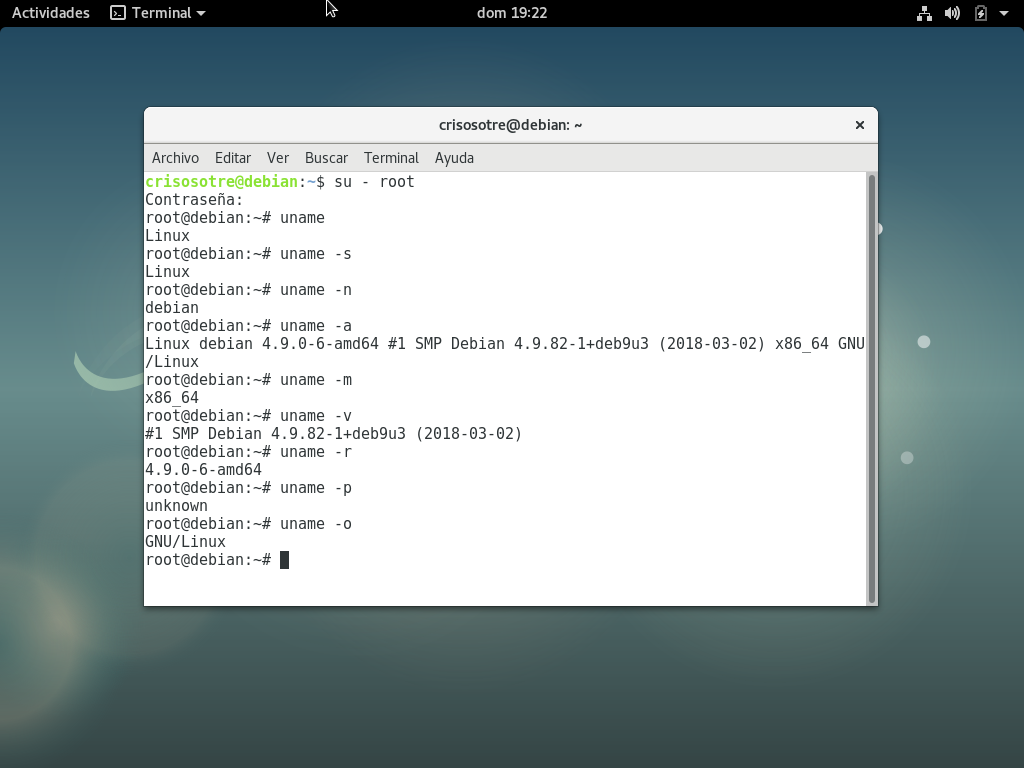 Actividades Terminal dom 19:22
crisosotre@debian: ~
Archivo Editar Ver Buscar Terminal Ayuda
crisosotre@debian:~$ su - root
Contraseña:
root@debian:~# uname
Linux
root@debian:~# uname -s
Linux
root@debian:~# uname -n
debian
root@debian:~# uname -a
Linux debian 4.9.0-6-amd64 #1 SMP Debian 4.9.82-1+deb9u3 (2018-03-02) x86_64 GNU
/Linux
root@debian:~# uname -m
x86_64
root@debian:~# uname -v
#1 SMP Debian 4.9.82-1+deb9u3 (2018-03-02)
root@debian:~# uname -r
4.9.0-6-amd64
root@debian:~# uname -p
unknown
root@debian:~# uname -o
GNU/Linux
root@debian:~#